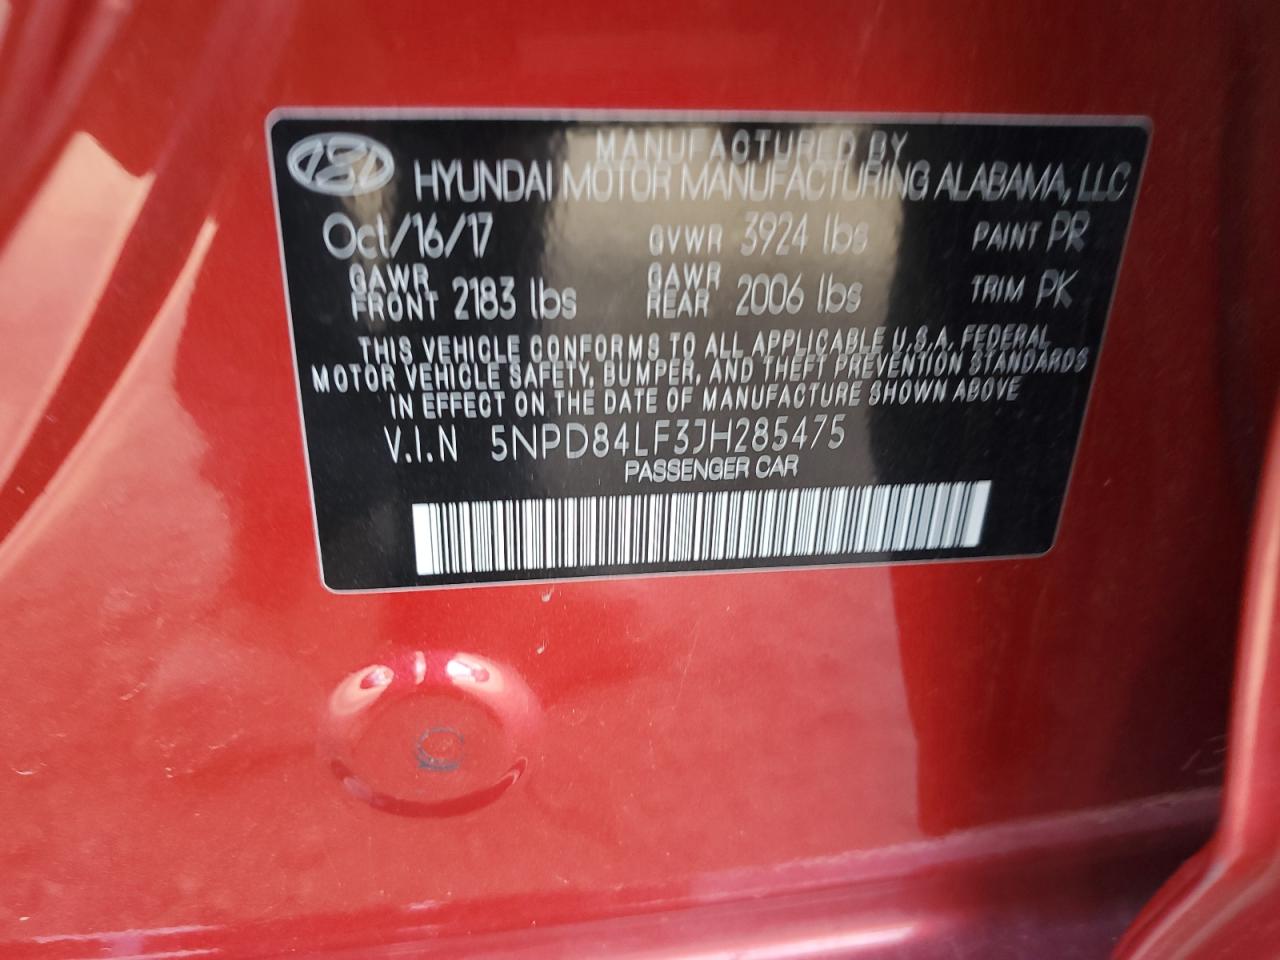 MANUFACTURED BY
HYUNDAI MOTOR MANUFACTURING ALABAMA, LLC
Oct/16/17 GVWR 3924 lbs PAINT PR
GAWR FRONT 2183 lbs GAWR REAR 2006 lbs TRIM PK
THIS VEHICLE CONFORMS TO ALL APPLICABLE U.S.A. FEDERAL
MOTOR VEHICLE SAFETY, BUMPER, AND THEFT PREVENTION STANDARDS
IN EFFECT ON THE DATE OF MANUFACTURE SHOWN ABOVE
V.I.N 5NPD84LF3JH285475
PASSENGER CAR